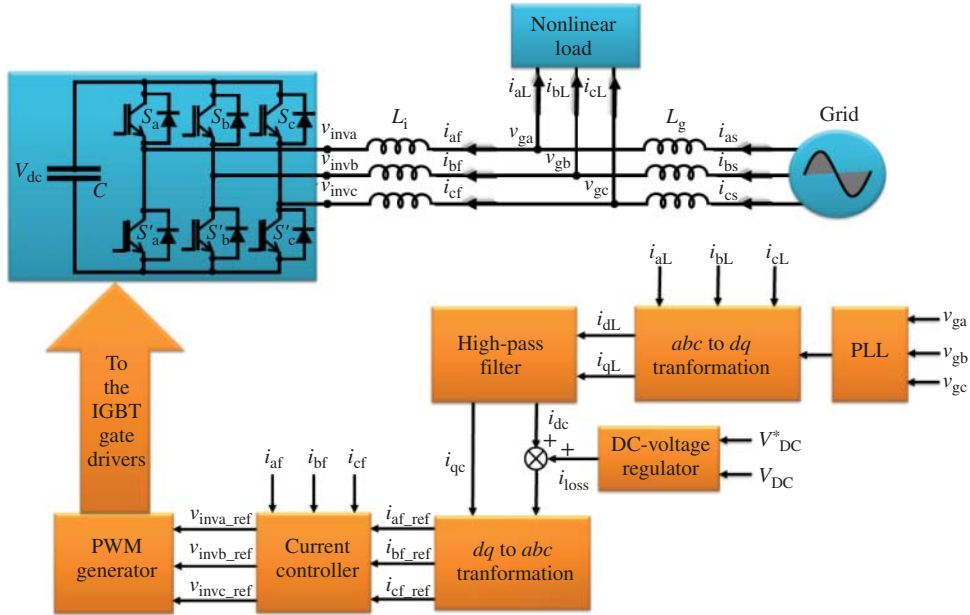 Nonlinear
load
i_aL i_bL i_cL
Grid
S_a S_b S_c
v_inva L_i i_af v_ga L_g i_as
V_dc C v_invb i_bf v_gb i_bs
v_invc i_cf v_gc i_cs
S'_a S'_b S'_c
i_aL i_bL i_cL
To
the
IGBT
gate
drivers
High-pass
filter
i_dL
i_qL
abc to dq
tranformation
PLL
v_ga
v_gb
v_gc
i_dc
i_qc
+ +
i_loss
DC-voltage
regulator
V*_DC
V_DC
i_af i_bf i_cf
PWM
generator
v_inva_ref
v_invb_ref
v_invc_ref
Current
controller
i_af_ref
i_bf_ref
i_cf_ref
dq to abc
tranformation